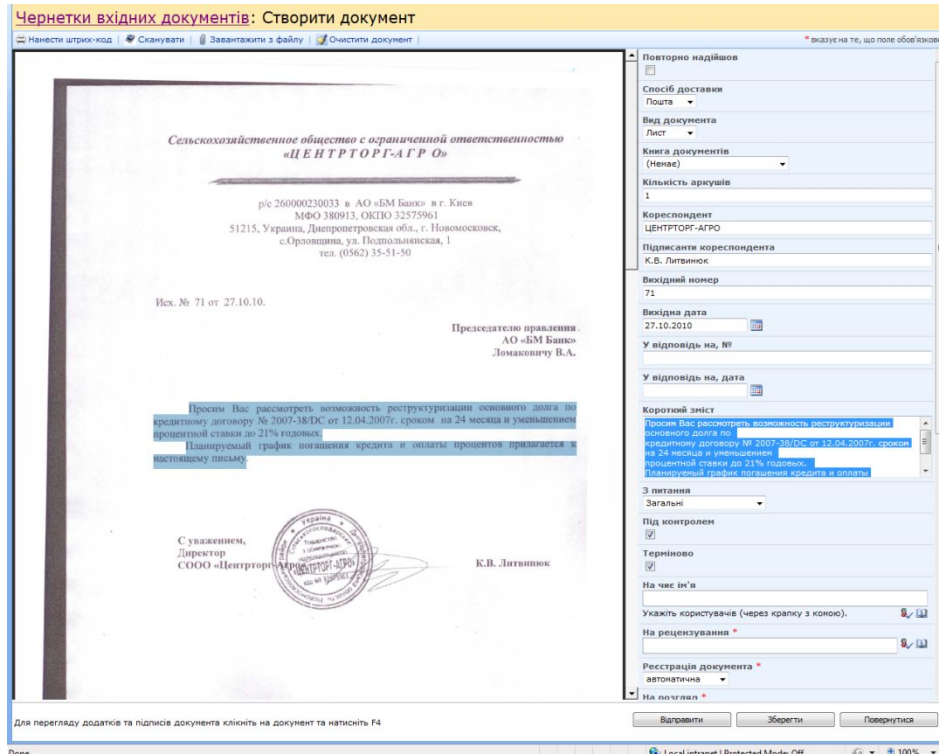 Чернетки вхідних документів: Створити документ
Нанести штрих-код | Сканувати | Завантажити з файлу | Очистити документ |
* вказує на те, що поле обов'язков
Сельскохозяйственное общество с ограниченной ответственностью
«Ц Е Н Т Р Т О Р Г-А Г Р О»
р/с 260000230033 в АО «БМ Банк» в г. Киев
МФО 380913, ОКПО 32575961
51215, Украина, Днепропетровская обл., г. Новомосковск,
с.Орловщина, ул. Подпольнянская, 1
тел. (0562) 35-51-50
Исх. № 71 от 27.10.10.
Председателю правления
АО «БМ Банк»
Ломаковичу В.А.
Просим Вас рассмотреть возможность реструктуризации основного долга по
кредитному договору № 2007-38/DC от 12.04.2007г. сроком на 24 месяца и уменьшением
процентной ставки до 21% годовых.
Планируемый график погашения кредита и оплаты процентов прилагается к
настоящему письму.
С уважением,
Директор
СООО «Центрторг-Агро»
К.В. Литвинюк
Україна
"ЦЕНТРТОРГ-АГРО"
Для перегляду додатків та підписів документа клікніть на документ та натисніть F4
Повторно надійшов
Спосіб доставки
Пошта
Вид документа
Лист
Книга документів
(Немає)
Кількість аркушів
1
Кореспондент
ЦЕНТРТОРГ-АГРО
Підписанти кореспондента
К.В. Литвинюк
Вихідний номер
71
Вихідна дата
27.10.2010
У відповідь на, №
У відповідь на, дата
Короткий зміст
Просим Вас рассмотреть возможность реструктуризации
основного долга по
кредитному договору № 2007-38/DC от 12.04.2007г. сроком
на 24 месяца и уменьшением
процентной ставки до 21% годовых.
Планируемый график погашения кредита и оплаты
З питання
Загальні
Під контролем
Терміново
На чиє ім'я
Укажіть користувачів (через крапку з комою).
На рецензування *
Реєстрація документа *
автоматична
На розгляд *
Відправити
Зберегти
Повернутися
Done
Local intranet | Protected Mode: Off
100%